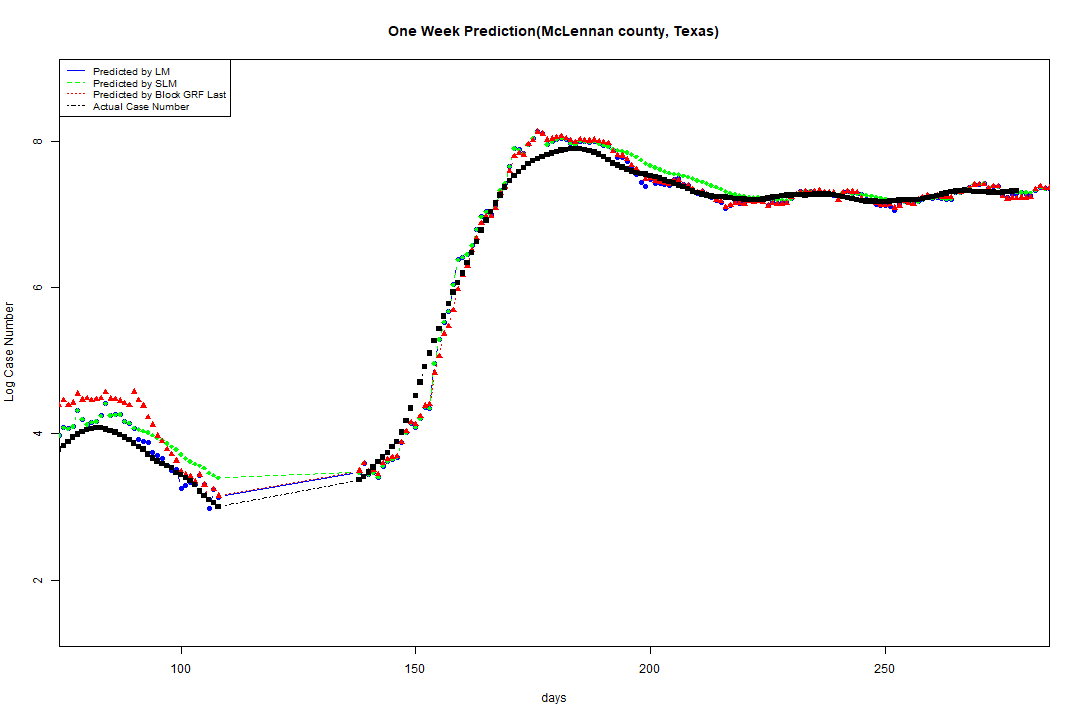 One Week Prediction(McLennan county, Texas)
Predicted by LM
Predicted by SLM
Predicted by Block GRF Last
Actual Case Number
Log Case Number
8
6
4
2
100
150
200
250
days